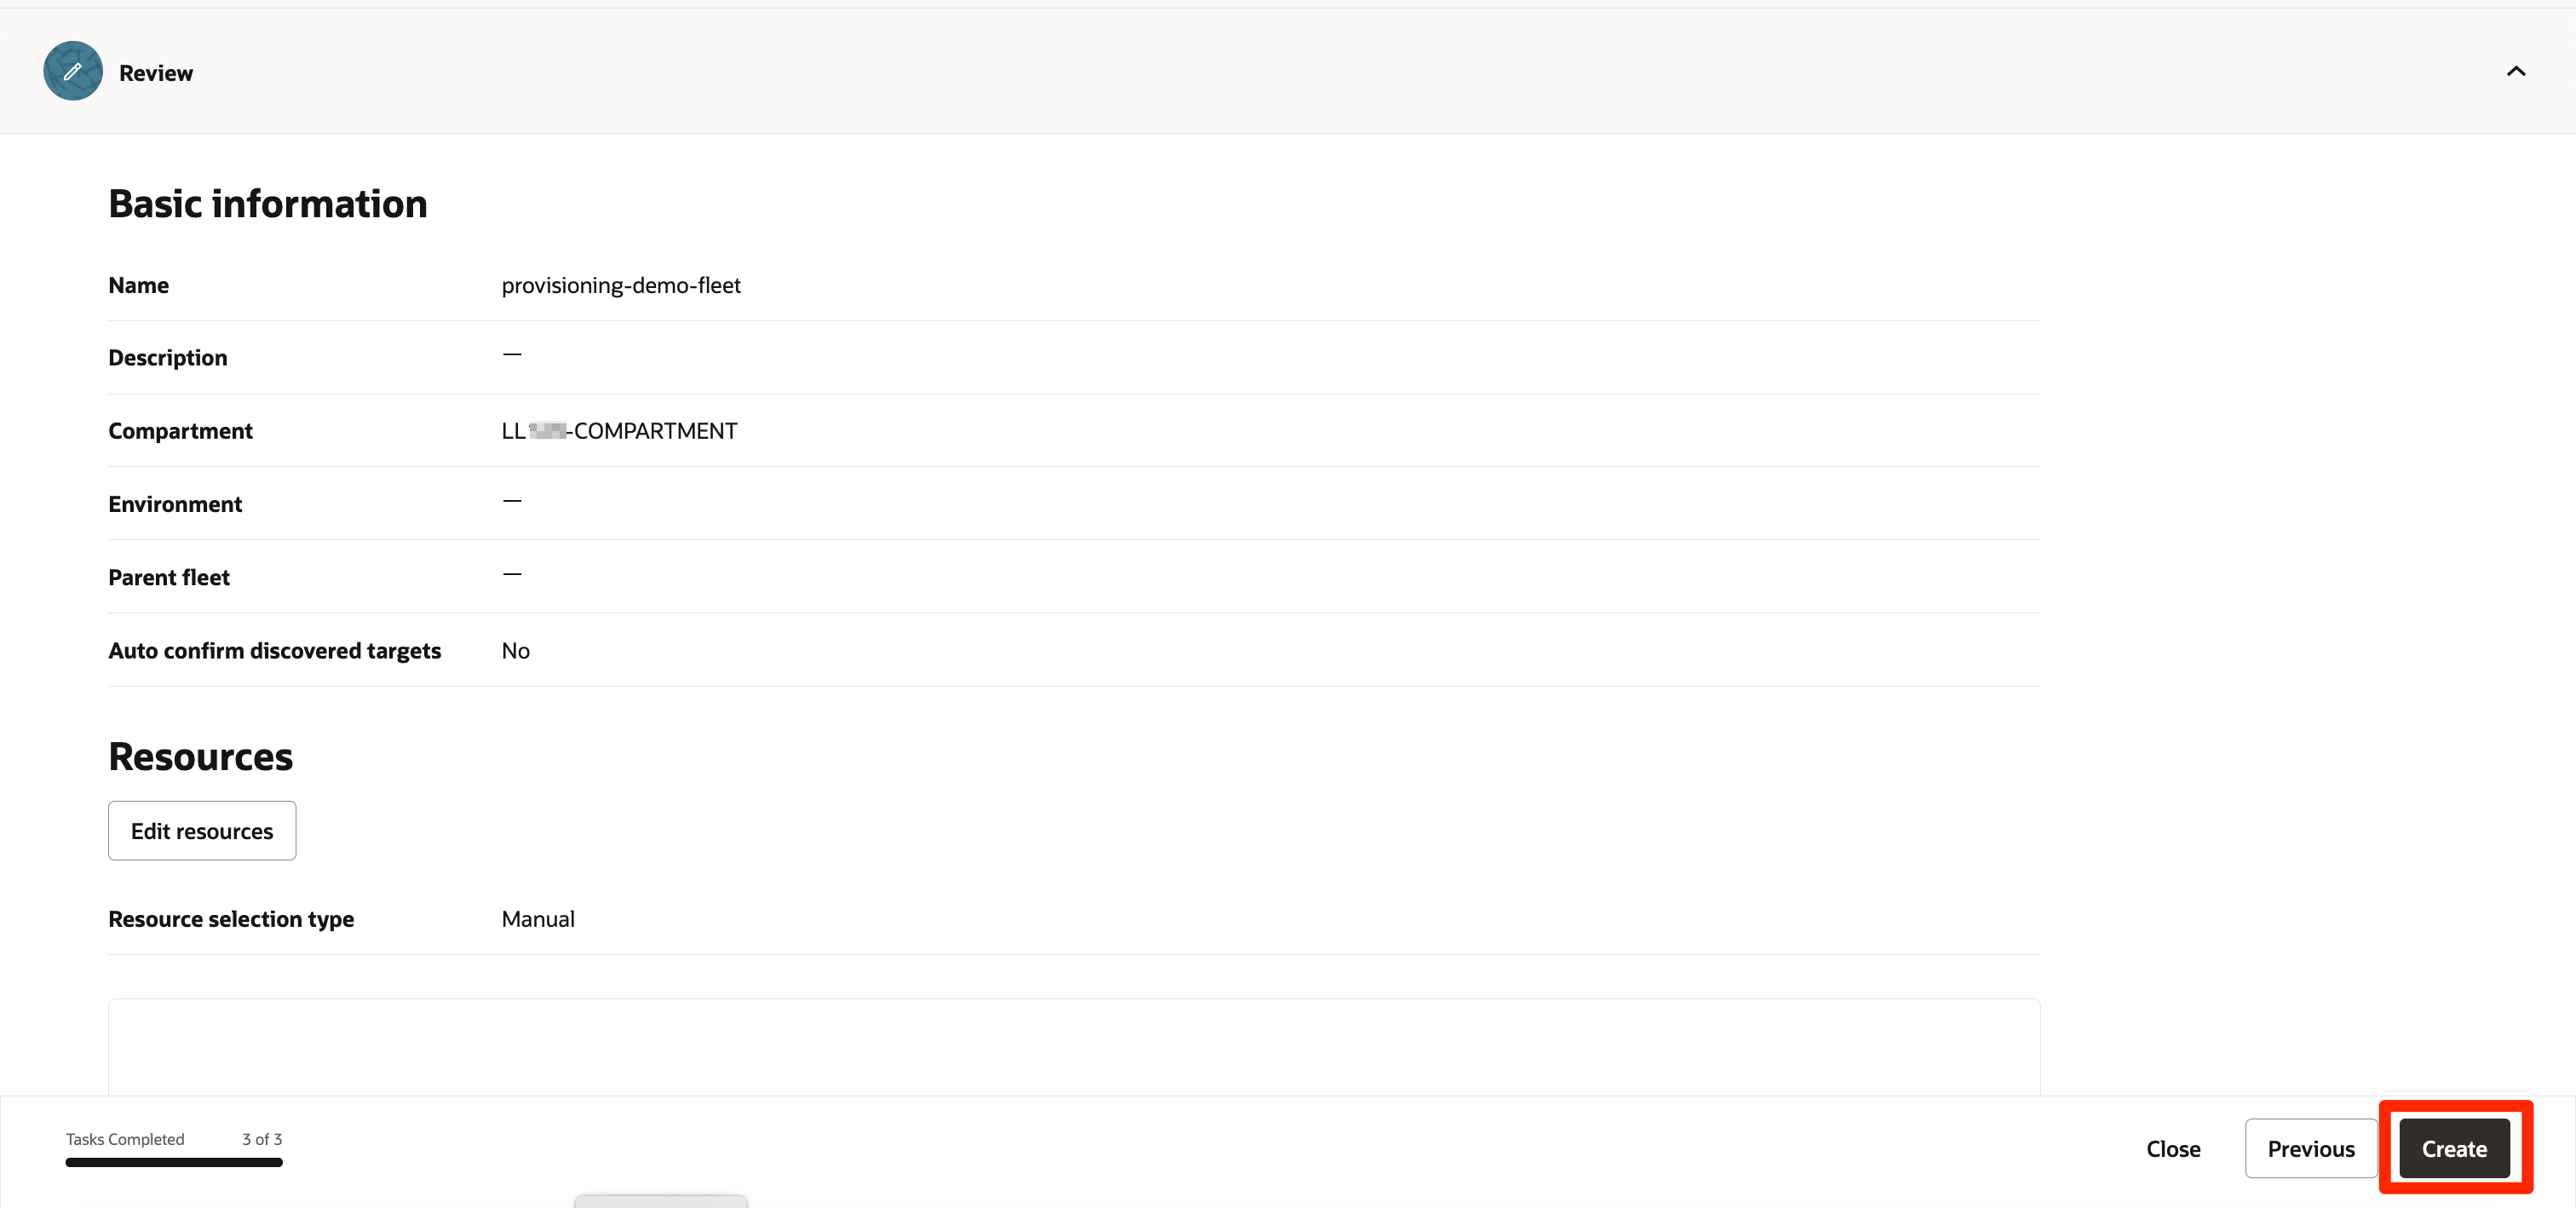 Review
Basic information
Name provisioning-demo-fleet
Description —
Compartment LL -COMPARTMENT
Environment —
Parent fleet —
Auto confirm discovered targets No
Resources
Edit resources
Resource selection type Manual
Tasks Completed 3 of 3
Close Previous Create